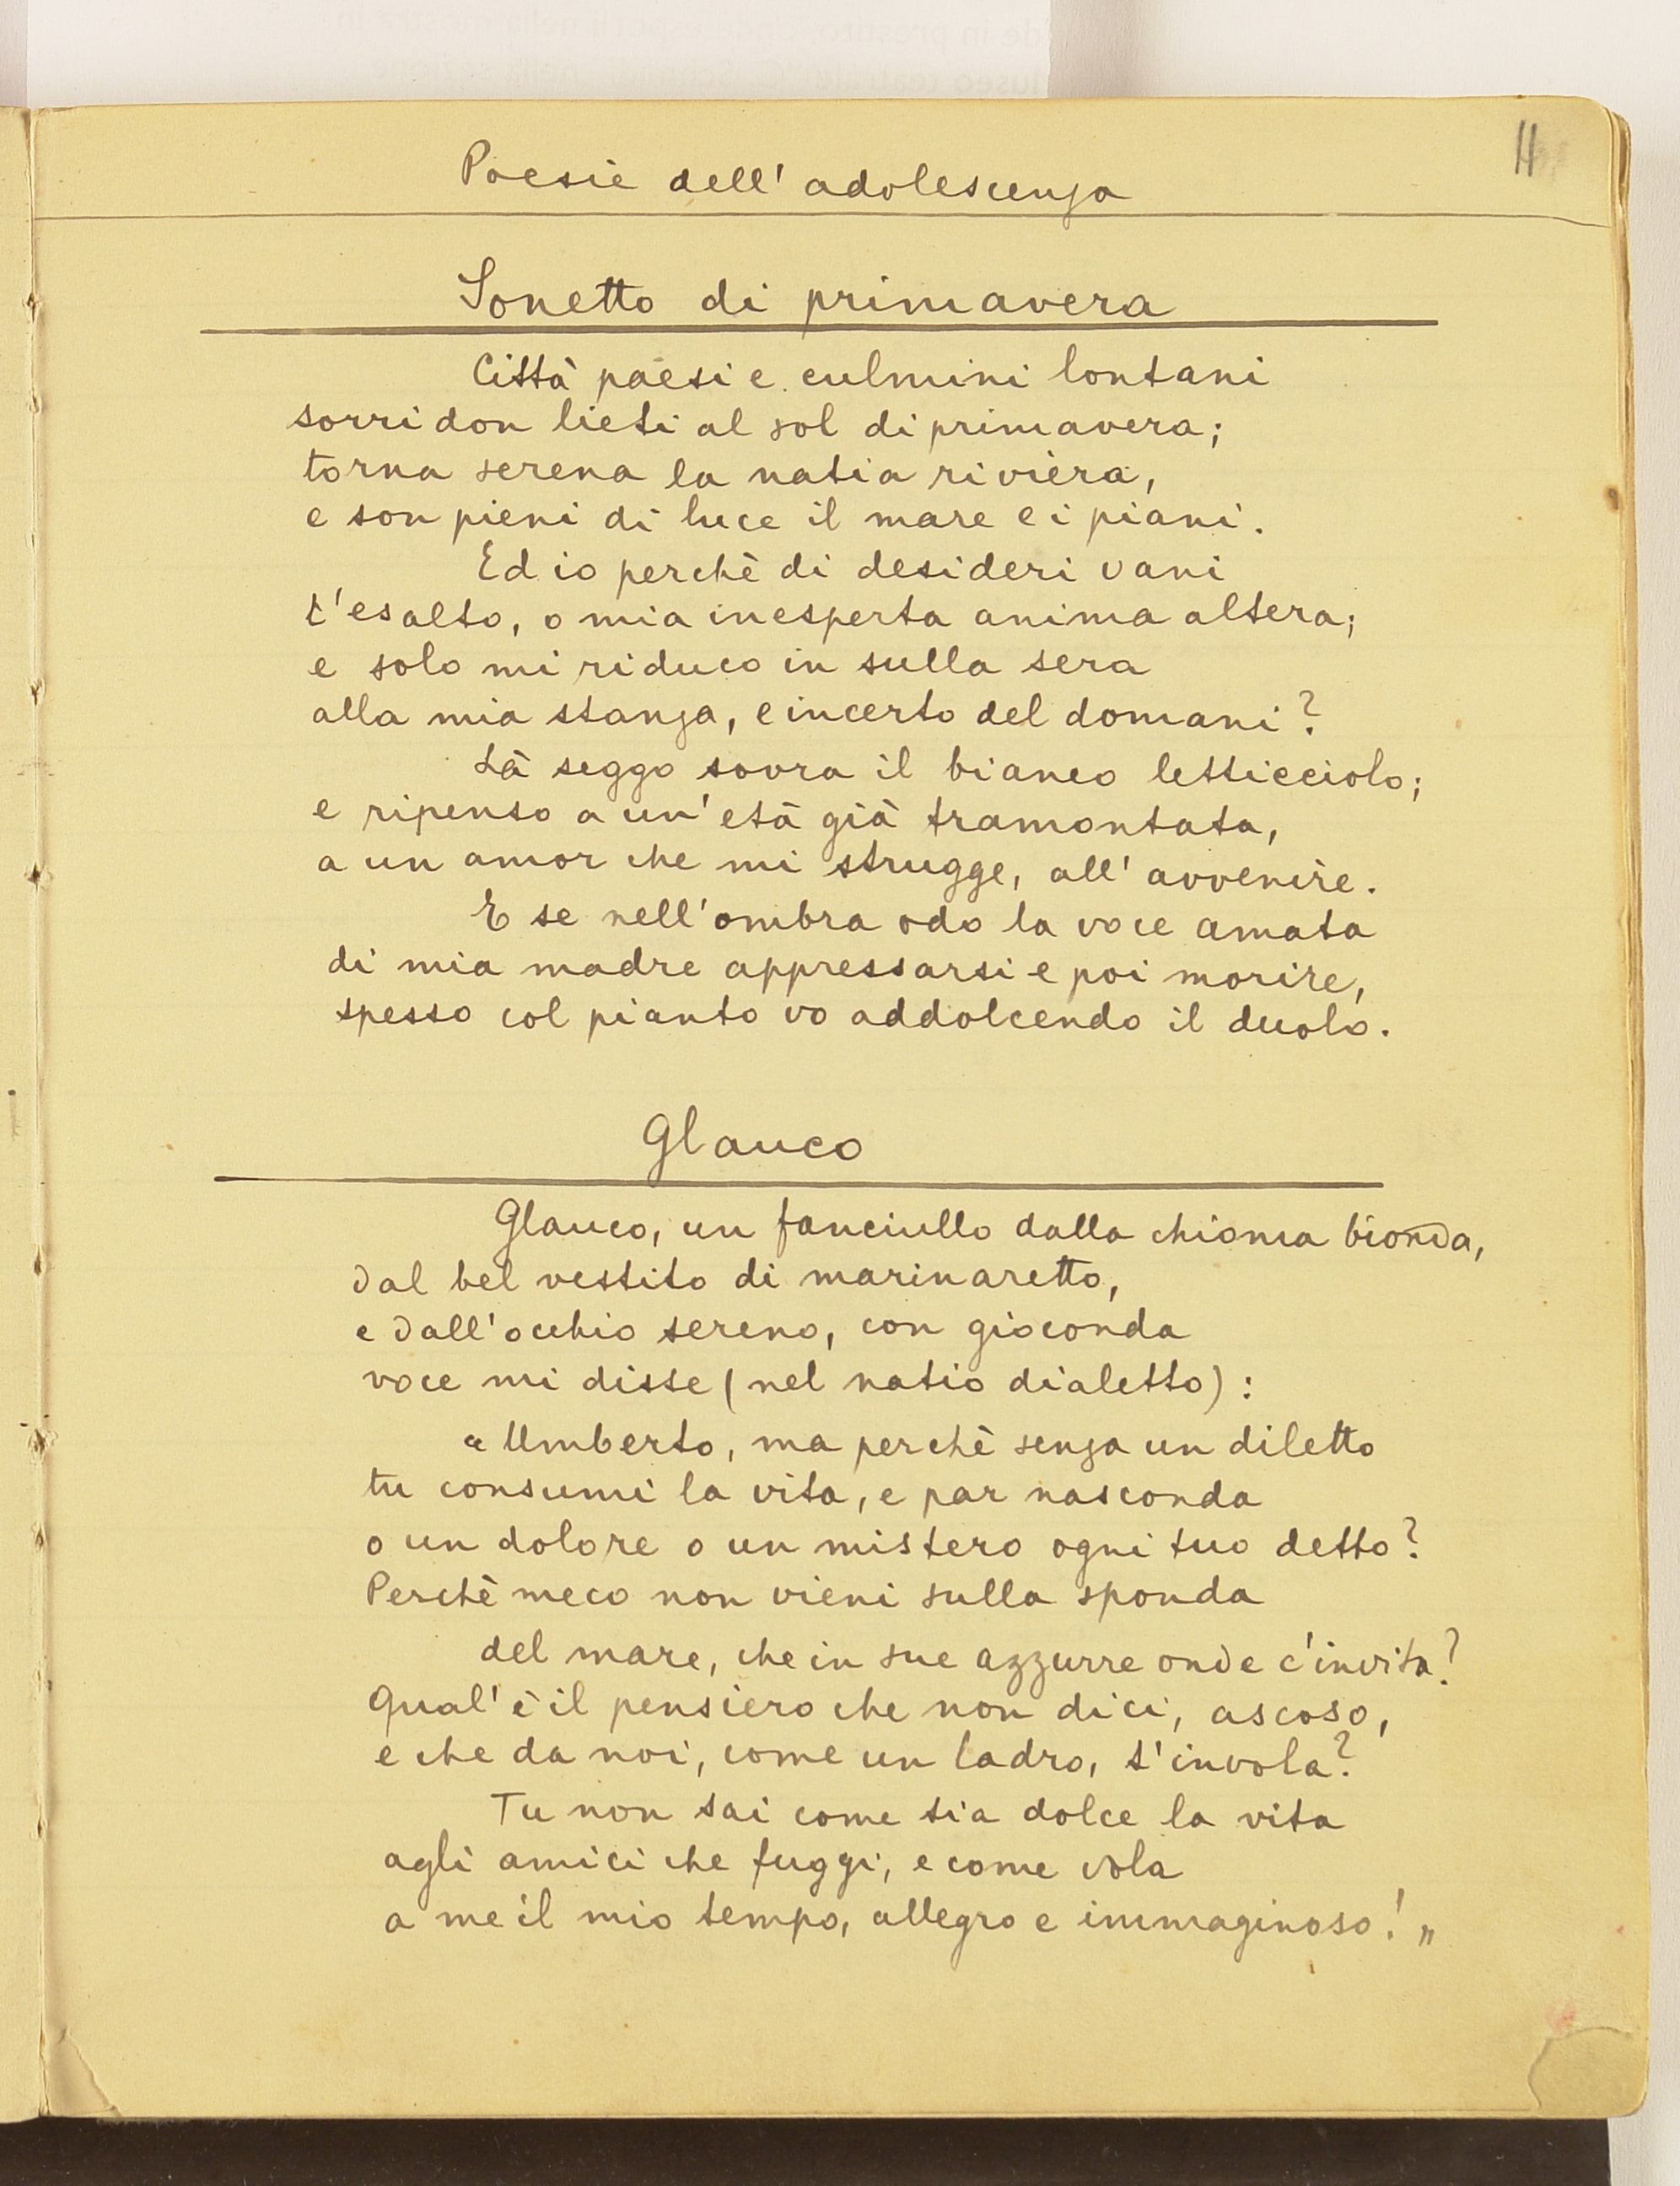 11
Poesie dell' adolescenza
Sonetto di primavera
Città paesi e culmini lontani
sorridon lieti al sol di primavera;
torna serena la natia rivièra,
e son pieni di luce il mare e i piani.
Ed io perchè di desideri vani
t'esalto, o mia inesperta anima altera;
e solo mi riduco in sulla sera
alla mia stanza, e incerto del domani?
Là seggo sovra il bianco letticciolo;
e ripenso a un'età già tramontata,
a un amor che mi strugge, all' avvenire.
E se nell'ombra odo la voce amata
di mia madre appressarsi e poi morire,
spesso col pianto vo addolcendo il duolo.
Glauco
Glauco, un fanciullo dalla chioma bionda,
dal bel vestito di marinaretto,
e dall'occhio sereno, con gioconda
voce mi disse (nel natio dialetto):
« Umberto, ma perchè senza un diletto
tu consumi la vita, e par nasconda
o un dolore o un mistero ogni tuo detto?
Perchè meco non vieni sulla sponda
del mare, che in sue azzurre onde c'invita?
Qual'è il pensiero che non dici, ascoso,
e che da noi, come un ladro, t'invola?
Tu non sai come sia dolce la vita
agli amici che fuggi, e come vola
a me il mio tempo, allegro e immaginoso! „